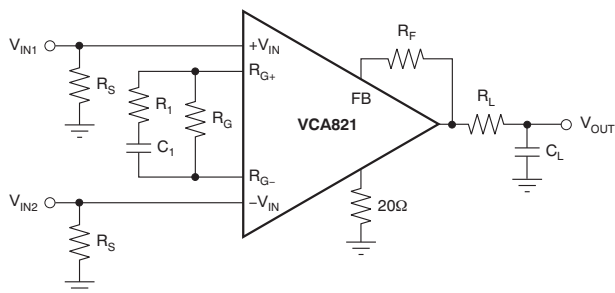 V_IN1
+V_IN
R_F
R_S
R_G+
R_1
R_G
FB
R_L
V_OUT
VCA821
C_1
C_L
R_G−
V_IN2
−V_IN
20Ω
R_S